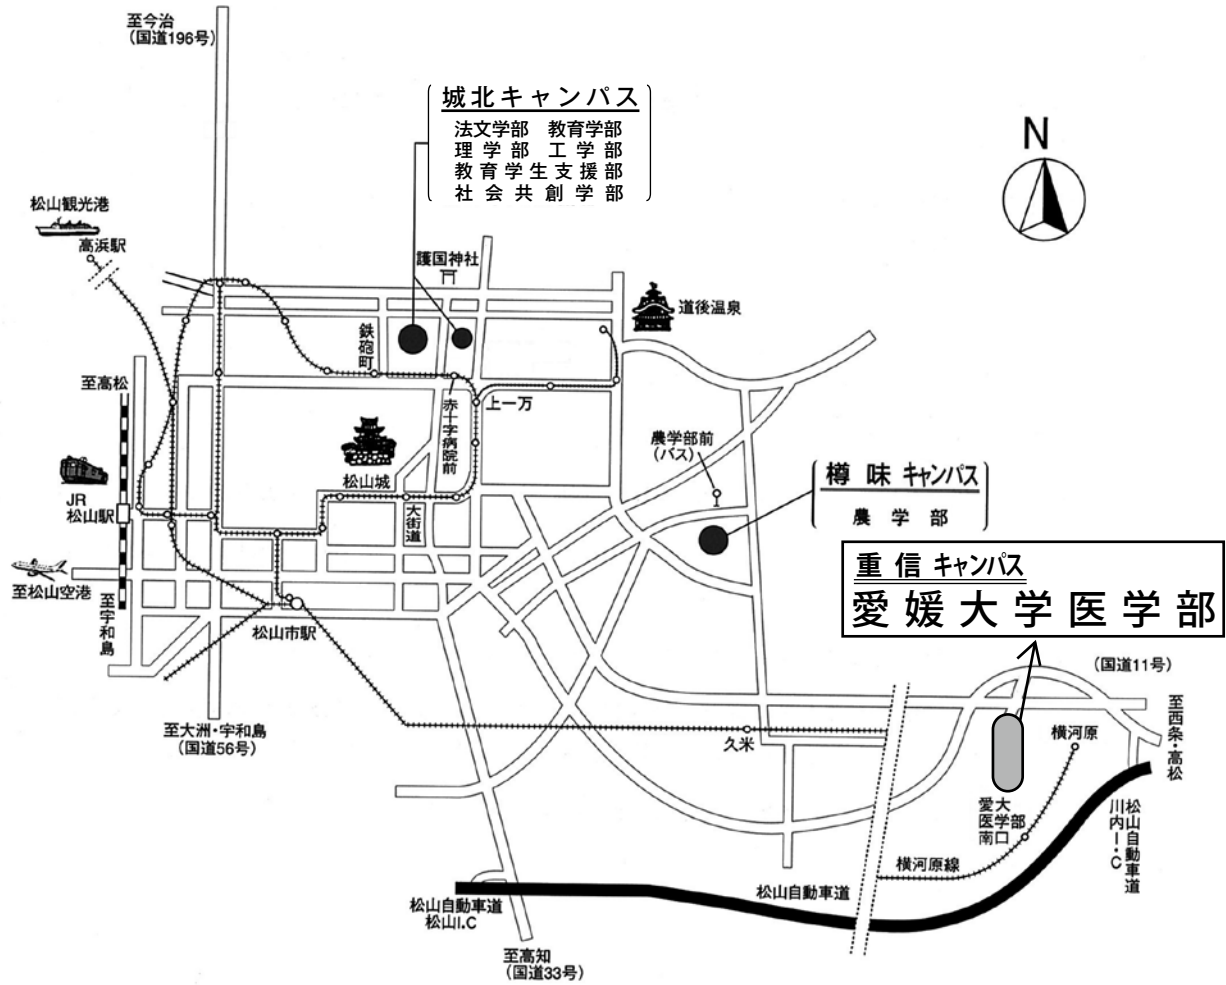 至今治
（国道196号）
城北キャンパス
法文学部　教育学部
理学部　工学部
教育学生支援部
社会共創学部
N
松山観光港
高浜駅
護国神社
道後温泉
鉄砲町
至高松
赤十字病院前
上一万
農学部前
（バス）
樽味 キャンパス
農学部
松山城
大街道
JR
松山駅
至松山空港
至宇和島
松山市駅
重信 キャンパス
愛媛大学医学部
（国道11号）
至西条・高松
至大洲・宇和島
（国道56号）
久米
横河原
愛大
医学部
南口
松山自動車道
川内I・C
横河原線
松山自動車道
松山自動車道
松山I.C
至高知
（国道33号）